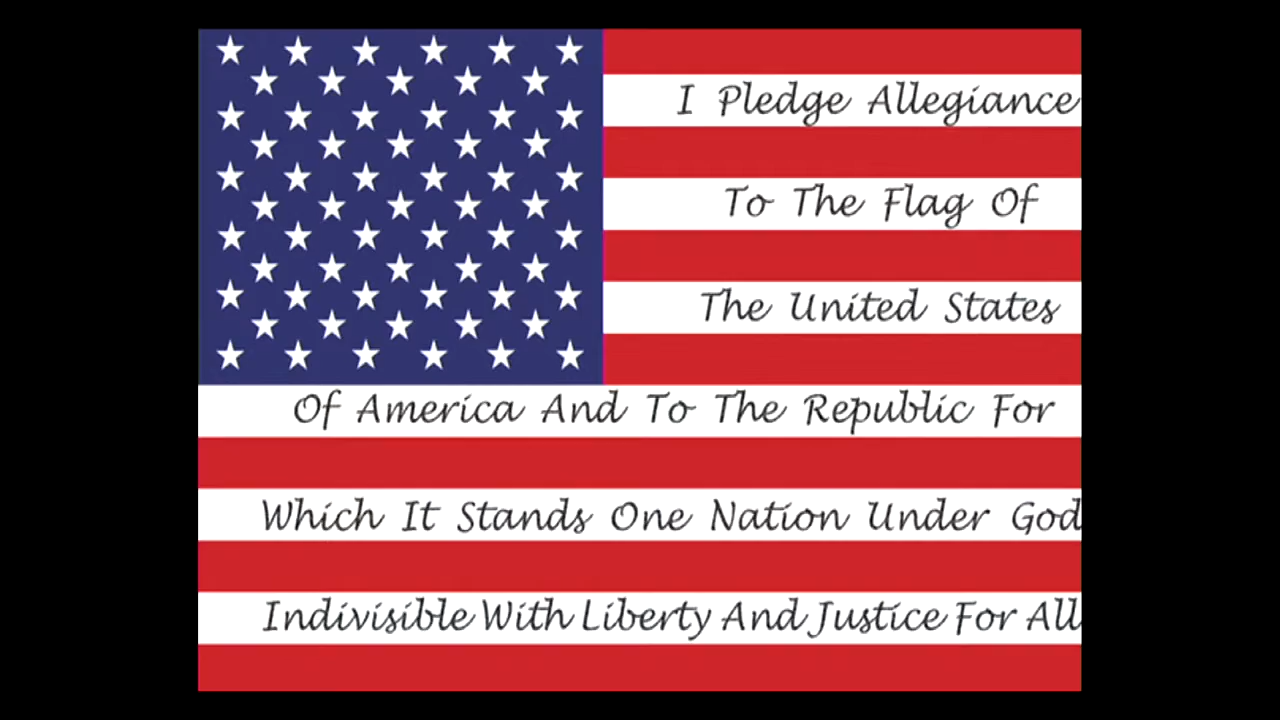 I Pledge Allegiance
To The Flag Of
The United States
Of America And To The Republic For
Which It Stands One Nation Under God
Indivisible With Liberty And Justice For All